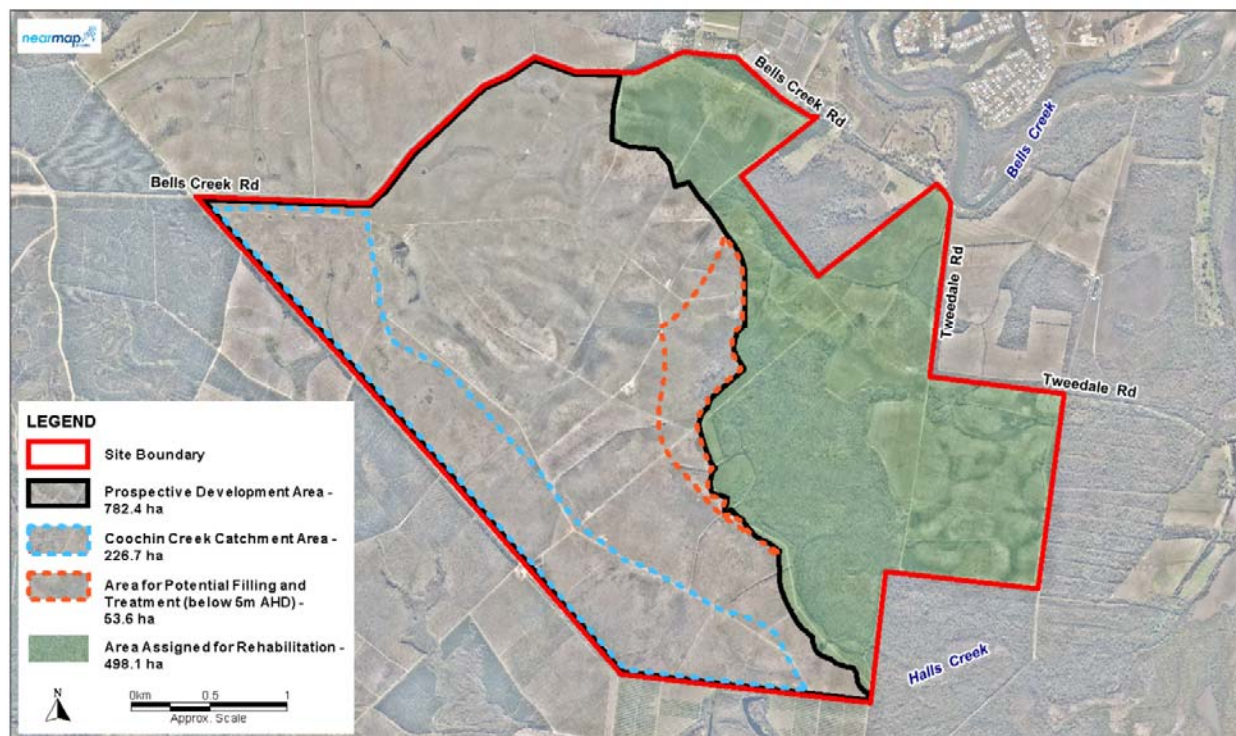 nearmap
Bells Creek Rd
Bells Creek
Bells Creek Rd
Tweedale Rd
Tweedale Rd
LEGEND
Site Boundary
Prospective Development Area -
782.4 ha
Coochin Creek Catchment Area -
226.7 ha
Area for Potential Filling and
Treatment (below 5m AHD) -
53.6 ha
Area Assigned for Rehabilitation -
498.1 ha
N
0km 0.5 1
Approx. Scale
Halls Creek